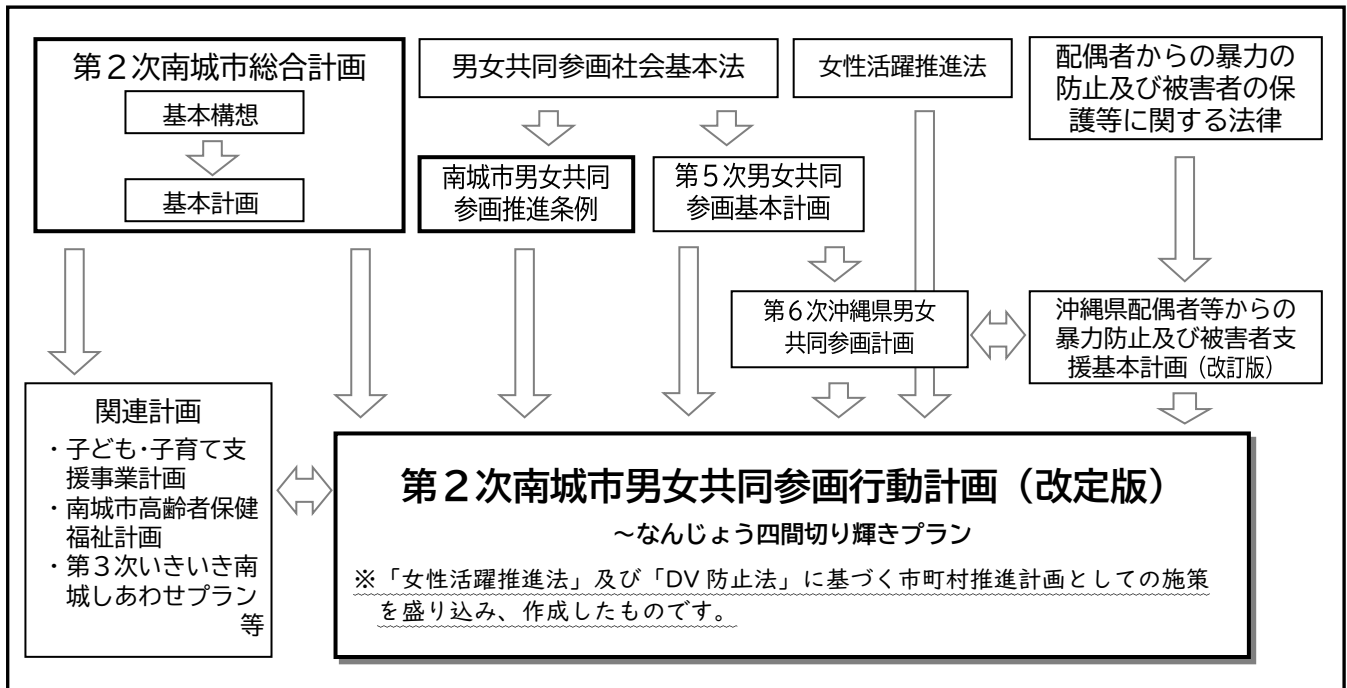 第２次南城市総合計画
基本構想
基本計画
男女共同参画社会基本法
女性活躍推進法
配偶者からの暴力の
防止及び被害者の保
護等に関する法律
南城市男女共同
参画推進条例
第５次男女共同
参画基本計画
第６次沖縄県男女
共同参画計画
沖縄県配偶者等からの
暴力防止及び被害者支
援基本計画（改訂版）
関連計画
・子ども・子育て支
援事業計画
・南城市高齢者保健
福祉計画
・第３次いきいき南
城しあわせプラン
等
第２次南城市男女共同参画行動計画（改定版）
～なんじょう四間切り輝きプラン
※「女性活躍推進法」及び「DV 防止法」に基づく市町村推進計画としての施策
を盛り込み、作成したものです。